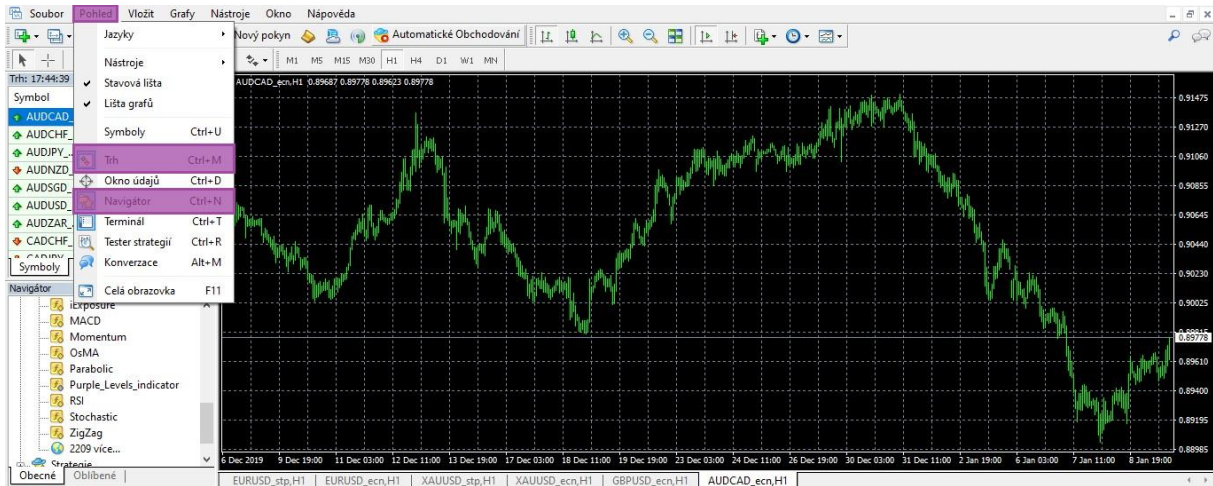 Soubor Pohled Vložit Grafy Nástroje Okno Nápověda
Nový pokyn Automatické Obchodování
M1 M5 M15 M30 H1 H4 D1 W1 MN
Jazyky
Nástroje
Stavová lišta
Lišta grafů
Symboly Ctrl+U
Trh Ctrl+M
Okno údajů Ctrl+D
Navigátor Ctrl+N
Terminál Ctrl+T
Tester strategií Ctrl+R
Konverzace Alt+M
Celá obrazovka F11
Trh: 17:44:39
Symbol
AUDCAD_
AUDCHF_
AUDJPY_...
AUDNZD_
AUDSGD_
AUDUSD_
AUDZAR_
CADCHF_
Symboly
Navigátor
iExposure
MACD
Momentum
OsMA
Parabolic
Purple_Levels_indicator
RSI
Stochastic
ZigZag
2209 více...
Strategie
Obecné Oblíbené
AUDCAD_ecn,H1 0.89687 0.89778 0.89623 0.89778
0.91475
0.91270
0.91060
0.90855
0.90645
0.90440
0.90230
0.90025
0.89778
0.89610
0.89400
0.89195
0.88985
6 Dec 2019 9 Dec 19:00 11 Dec 03:00 12 Dec 11:00 13 Dec 19:00 17 Dec 03:00 18 Dec 11:00 19 Dec 19:00 23 Dec 03:00 24 Dec 11:00 26 Dec 19:00 30 Dec 03:00 31 Dec 11:00 2 Jan 19:00 6 Jan 03:00 7 Jan 11:00 8 Jan 19:00
EURUSD_stp,H1 EURUSD_ecn,H1 XAUUSD_stp,H1 XAUUSD_ecn,H1 GBPUSD_ecn,H1 AUDCAD_ecn,H1